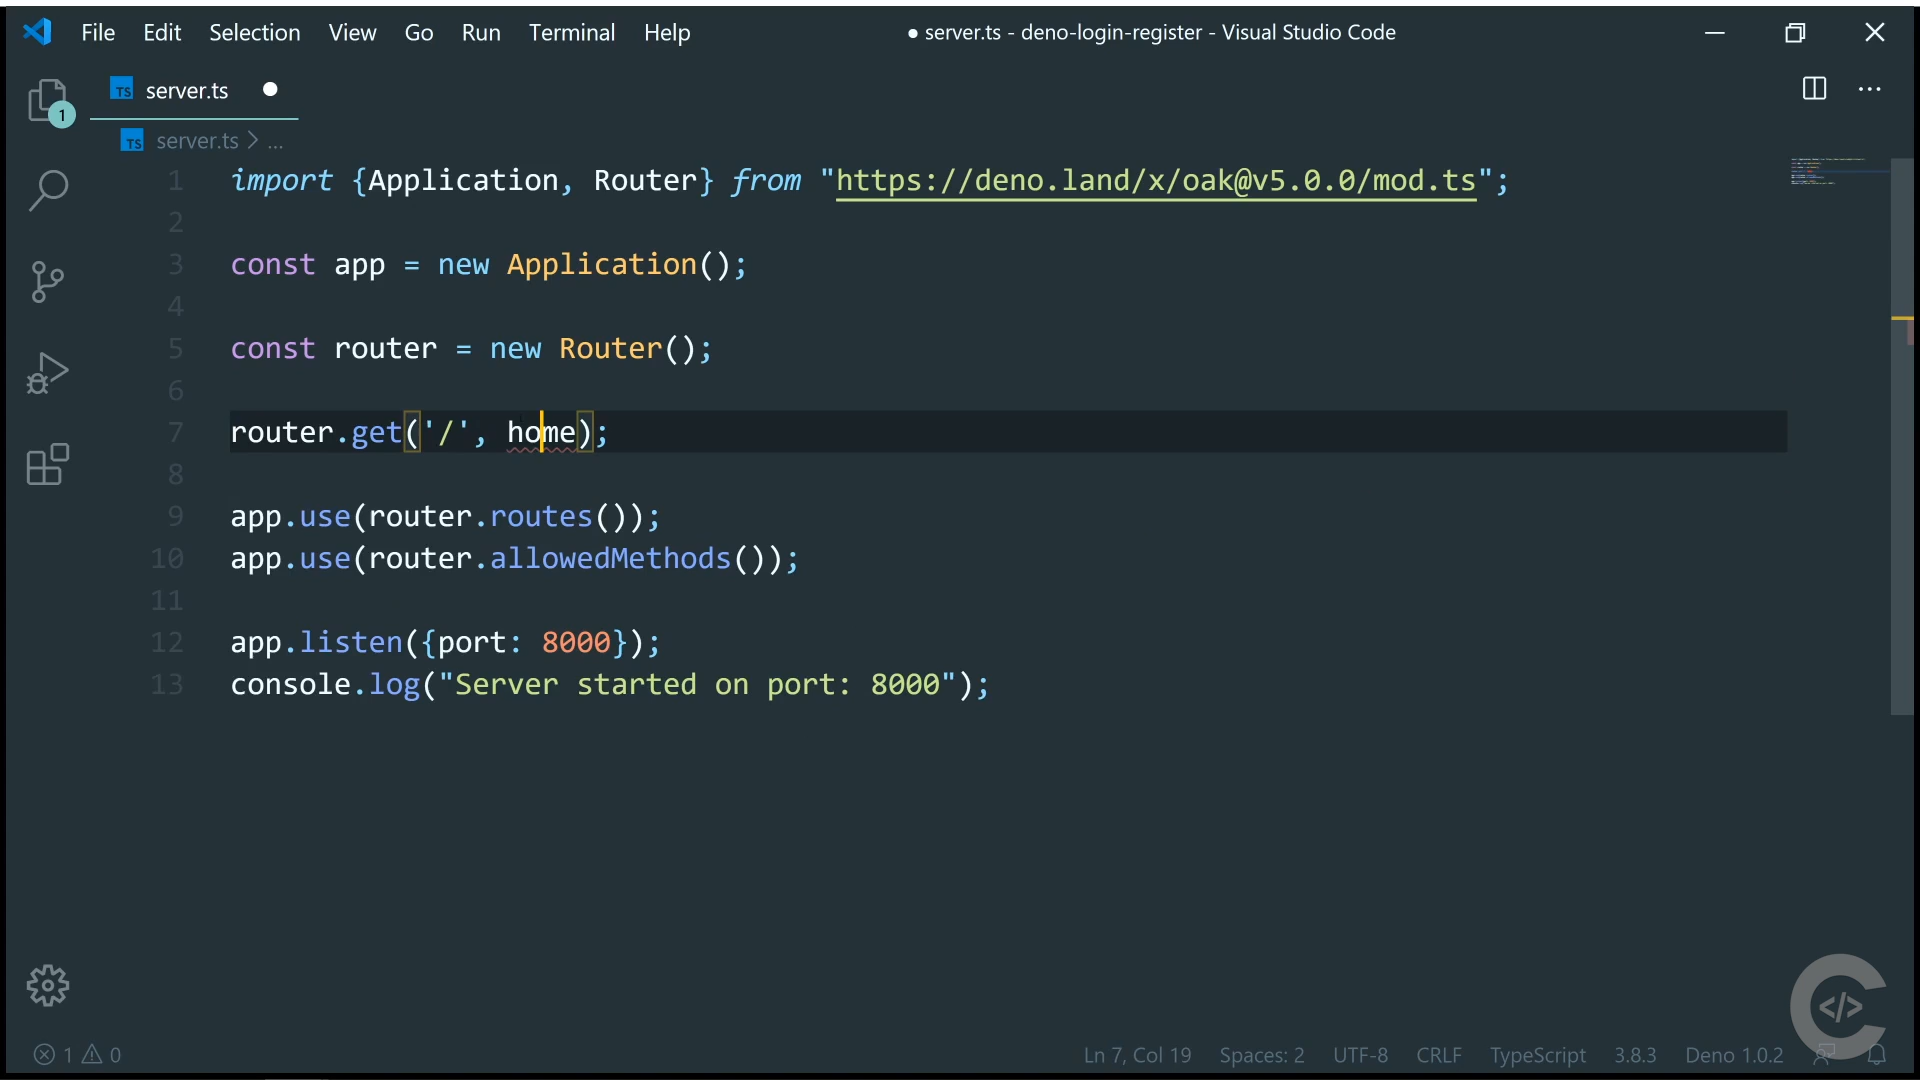 File Edit Selection View Go Run Terminal Help ● server.ts - deno-login-register - Visual Studio Code
TS server.ts
1
TS server.ts > ...
1 import {Application, Router} from "https://deno.land/x/oak@v5.0.0/mod.ts";
2
3 const app = new Application();
4
5 const router = new Router();
6
7 router.get('/', home);
8
9 app.use(router.routes());
10 app.use(router.allowedMethods());
11
12 app.listen({port: 8000});
13 console.log("Server started on port: 8000");
</>
1 0 Ln 7, Col 19 Spaces: 2 UTF-8 CRLF TypeScript 3.8.3 Deno 1.0.2